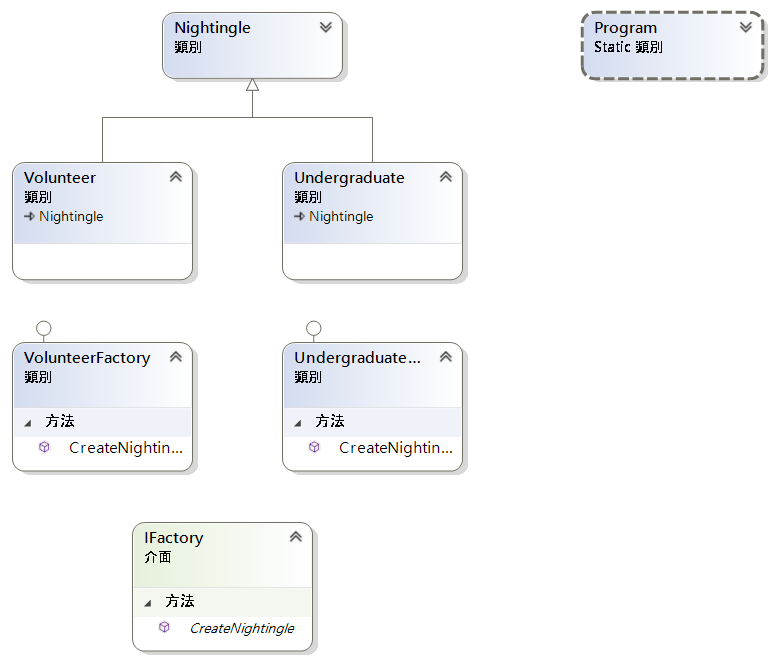 Nightingle
類別
Program
Static 類別
Volunteer
類別
Nightingle
Undergraduate
類別
Nightingle
VolunteerFactory
類別
方法
CreateNightin...
Undergraduate...
類別
方法
CreateNightin...
IFactory
介面
方法
CreateNightingle